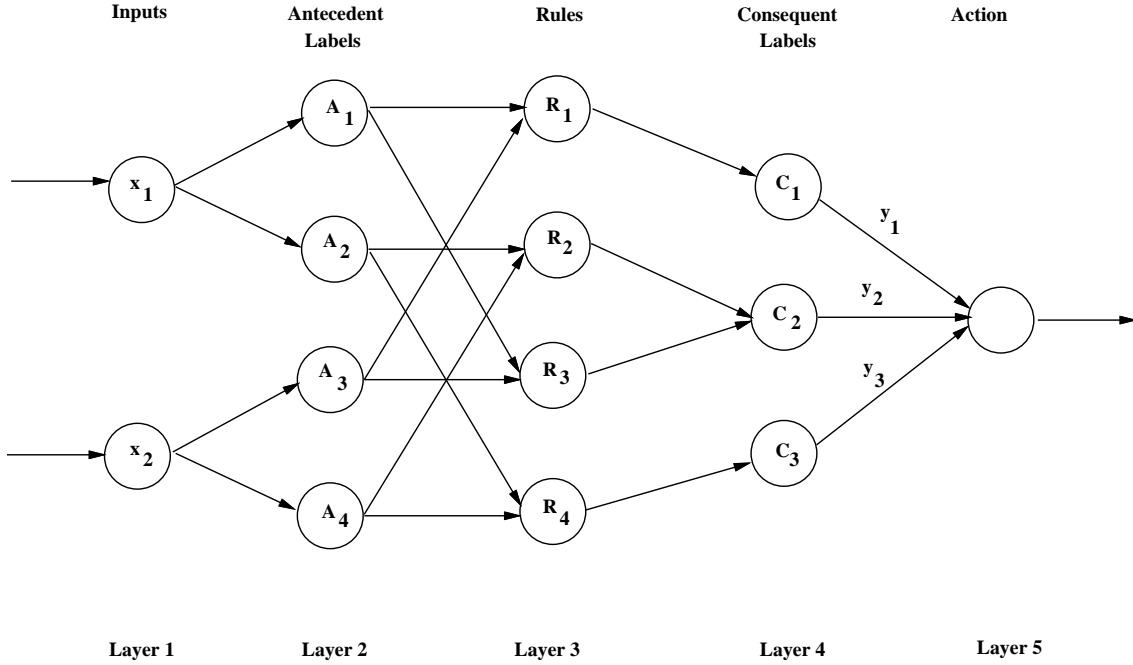 Inputs
Antecedent
Labels
Rules
Consequent
Labels
Action
A1
R1
x1
C1
y1
A2
R2
y2
C2
A3
R3
y3
x2
C3
A4
R4
Layer 1
Layer 2
Layer 3
Layer 4
Layer 5